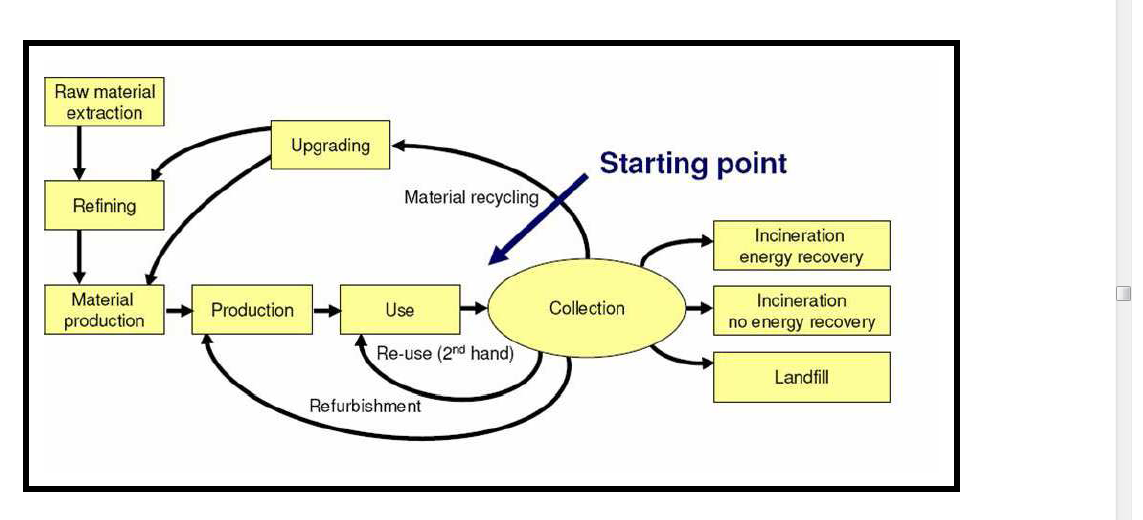 Raw material
extraction
Upgrading
Starting point
Material recycling
Refining
Incineration
energy recovery
Material
production
Production
Use
Collection
Incineration
no energy recovery
Re-use (2nd hand)
Landfill
Refurbishment